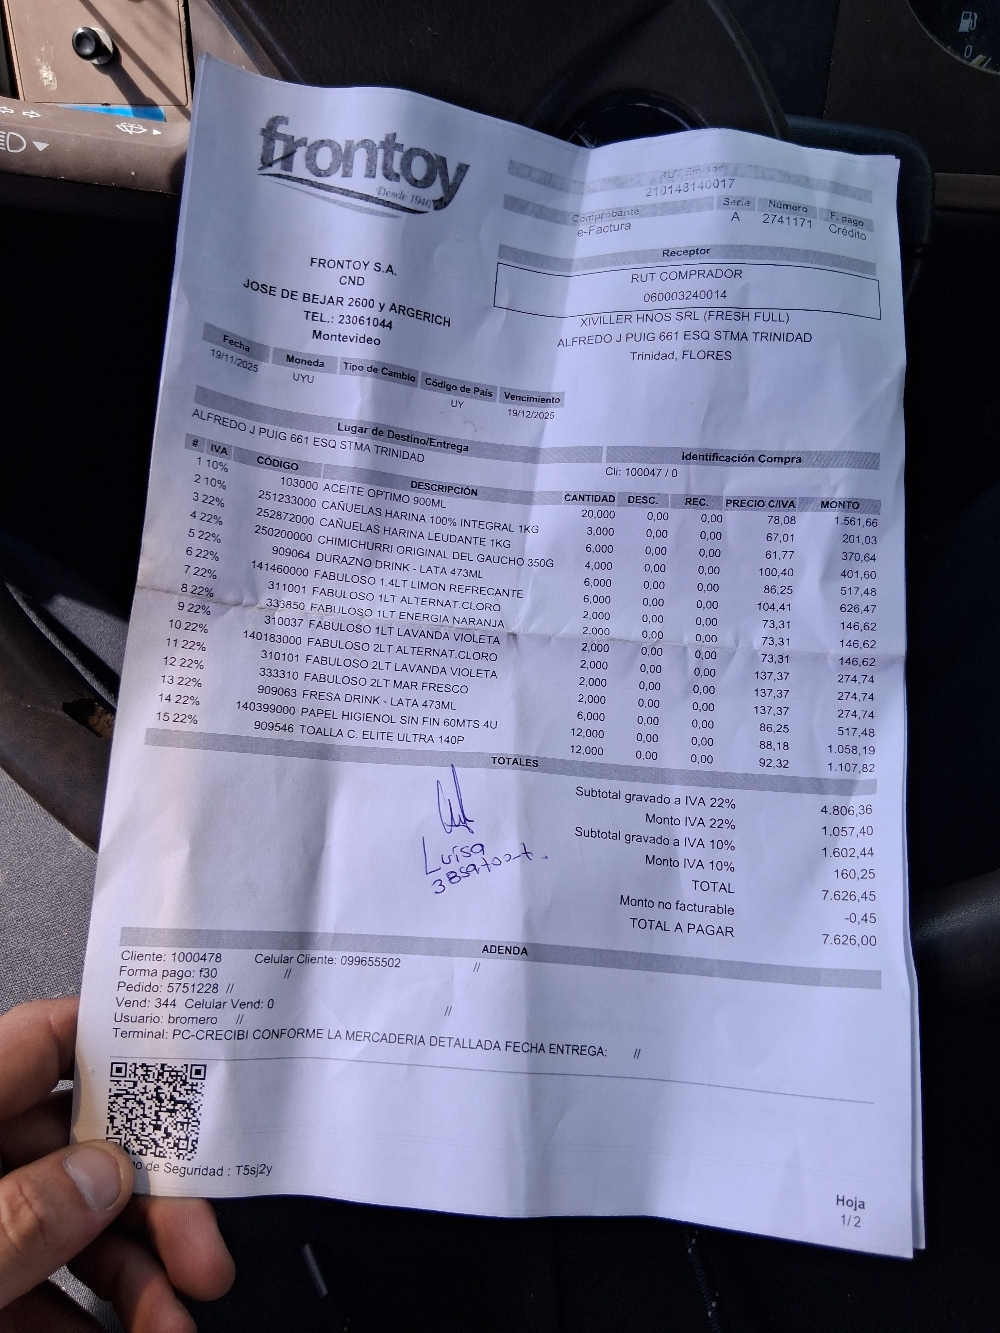 frontoy
Desde 1946
RUT Emisor
210143140017
Comprobante Serie Número F. pago
e-Factura A 2741171 Crédito
Receptor
RUT COMPRADOR
060003240014
XIVILLER HNOS SRL (FRESH FULL)
ALFREDO J PUIG 661 ESQ STMA TRINIDAD
Trinidad, FLORES
FRONTOY S.A.
CND
JOSE DE BEJAR 2600 y ARGERICH
TEL.: 23061044
Montevideo
Fecha Moneda Tipo de Cambio Código de País Vencimiento
19/11/2025 UYU UY 19/12/2025
Lugar de Destino/Entrega
ALFREDO J PUIG 661 ESQ STMA TRINIDAD
Identificación Compra
Cli: 100047 / 0
# IVA CÓDIGO DESCRIPCIÓN CANTIDAD DESC. REC. PRECIO C/IVA MONTO
1 10% 103000 ACEITE OPTIMO 900ML 20,000 0,00 0,00 78,08 1.561,66
2 10% 251233000 CAÑUELAS HARINA 100% INTEGRAL 1KG 3,000 0,00 0,00 67,01 201,03
3 22% 252872000 CAÑUELAS HARINA LEUDANTE 1KG 6,000 0,00 0,00 61,77 370,64
4 22% 250200000 CHIMICHURRI ORIGINAL DEL GAUCHO 350G 4,000 0,00 0,00 100,40 401,60
5 22% 909064 DURAZNO DRINK - LATA 473ML 6,000 0,00 0,00 86,25 517,48
6 22% 141460000 FABULOSO 1.4LT LIMON REFRECANTE 6,000 0,00 0,00 104,41 626,47
7 22% 311001 FABULOSO 1LT ALTERNAT.CLORO 2,000 0,00 0,00 73,31 146,62
8 22% 333850 FABULOSO 1LT ENERGIA NARANJA 2,000 0,00 0,00 73,31 146,62
9 22% 310037 FABULOSO 1LT LAVANDA VIOLETA 2,000 0,00 0,00 73,31 146,62
10 22% 140183000 FABULOSO 2LT ALTERNAT.CLORO 2,000 0,00 0,00 137,37 274,74
11 22% 310101 FABULOSO 2LT LAVANDA VIOLETA 2,000 0,00 0,00 137,37 274,74
12 22% 333310 FABULOSO 2LT MAR FRESCO 2,000 0,00 0,00 137,37 274,74
13 22% 909063 FRESA DRINK - LATA 473ML 6,000 0,00 0,00 86,25 517,48
14 22% 140399000 PAPEL HIGIENOL SIN FIN 60MTS 4U 12,000 0,00 0,00 88,18 1.058,19
15 22% 909546 TOALLA C. ELITE ULTRA 140P 12,000 0,00 0,00 92,32 1.107,82
TOTALES
Subtotal gravado a IVA 22% 4.806,36
Monto IVA 22% 1.057,40
Subtotal gravado a IVA 10% 1.602,44
Monto IVA 10% 160,25
TOTAL 7.626,45
Monto no facturable -0,45
TOTAL A PAGAR 7.626,00
Luisa
ADENDA
Cliente: 1000478 Celular Cliente: 099655502 //
Forma pago: f30 //
Pedido: 5751228 //
Vend: 344 Celular Vend: 0 //
Usuario: bromero //
Terminal: PC-CRECIBI CONFORME LA MERCADERIA DETALLADA FECHA ENTREGA: //
de Seguridad : T5sj2y
Hoja
1/2
0